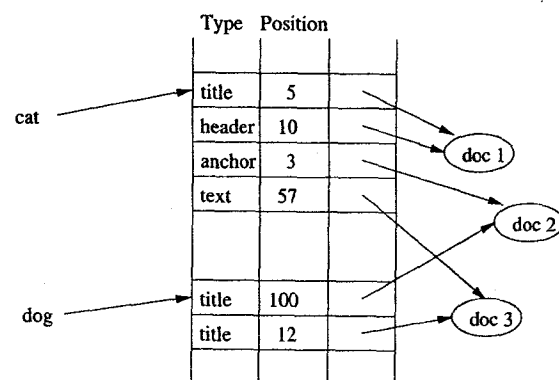 Type Position
title 5
cat
header 10
doc 1
anchor 3
text 57
doc 2
title 100
dog
doc 3
title 12